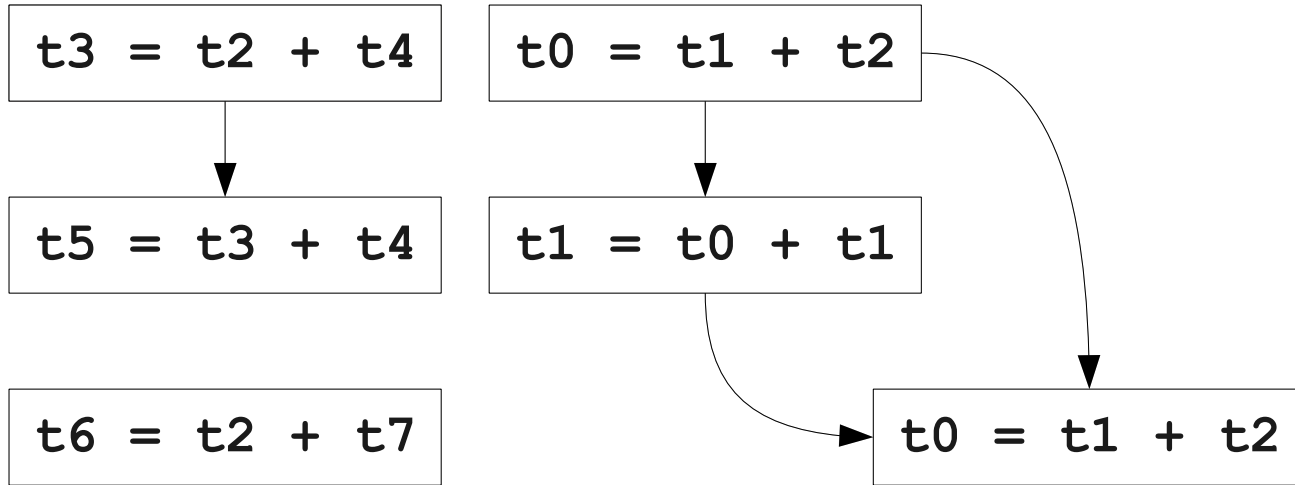 t3 = t2 + t4
t0 = t1 + t2
t5 = t3 + t4
t1 = t0 + t1
t6 = t2 + t7
t0 = t1 + t2